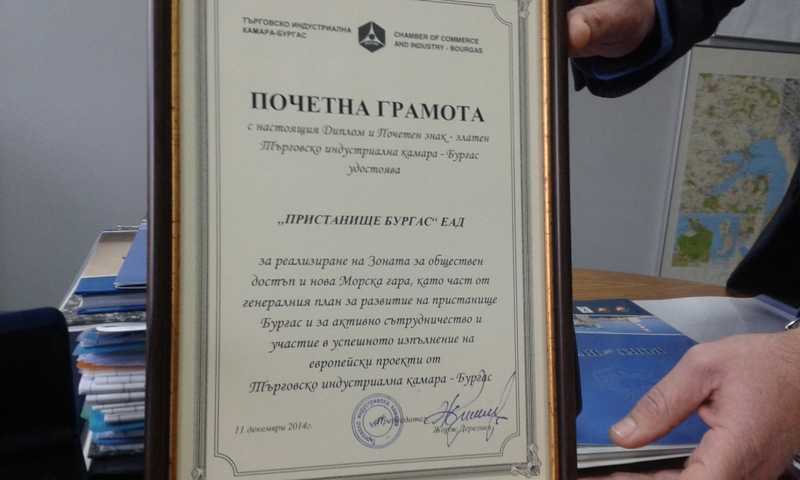 ТЪРГОВСКО ИНДУСТРИАЛНА
КАМАРА-БУРГАС
CHAMBER OF COMMERCE
AND INDUSTRY - BOURGAS
ПОЧЕТНА ГРАМОТА
с настоящия Диплом и Почетен знак - златен
Търговско индустриална камара - Бургас
удостоява
„ПРИСТАНИЩЕ БУРГАС“ ЕАД
за реализиране на Зоната за обществен
достъп и нова Морска гара, като част от
генералния план за развитие на пристанище
Бургас и за активно сътрудничество и
участие в успешното изпълнение на
европейски проекти от
Търговско индустриална камара - Бургас
11 декември 2014г.
Председател
Жорж